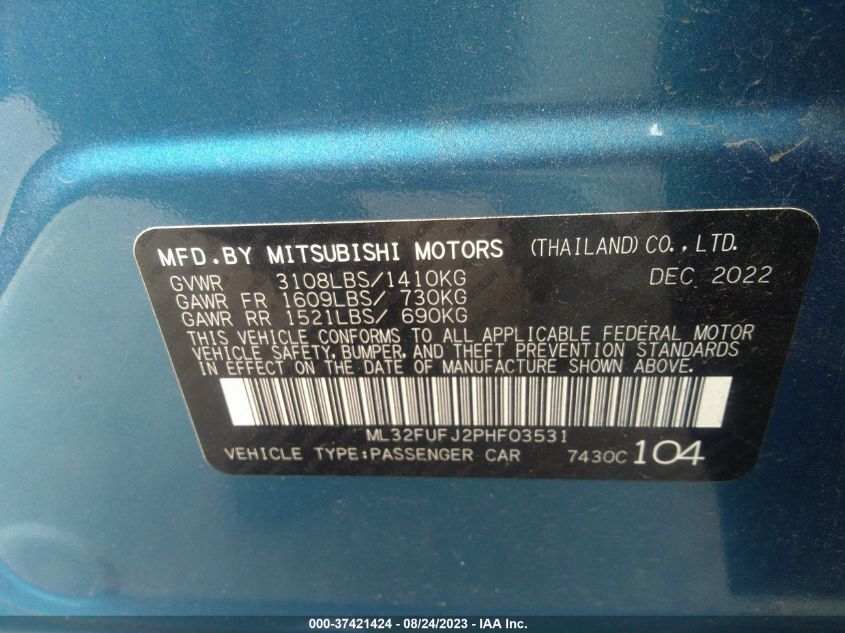 MFD.BY MITSUBISHI MOTORS (THAILAND) CO.,LTD.
GVWR 3108LBS/1410KG DEC 2022
GAWR FR 1609LBS/ 730KG
GAWR RR 1521LBS/ 690KG
THIS VEHICLE CONFORMS TO ALL APPLICABLE FEDERAL MOTOR
VEHICLE SAFETY, BUMPER, AND THEFT PREVENTION STANDARDS
IN EFFECT ON THE DATE OF MANUFACTURE SHOWN ABOVE.
ML32FUFJ2PHF03531
VEHICLE TYPE:PASSENGER CAR 7430C 104
000-37421424 - 08/24/2023 - IAA Inc.